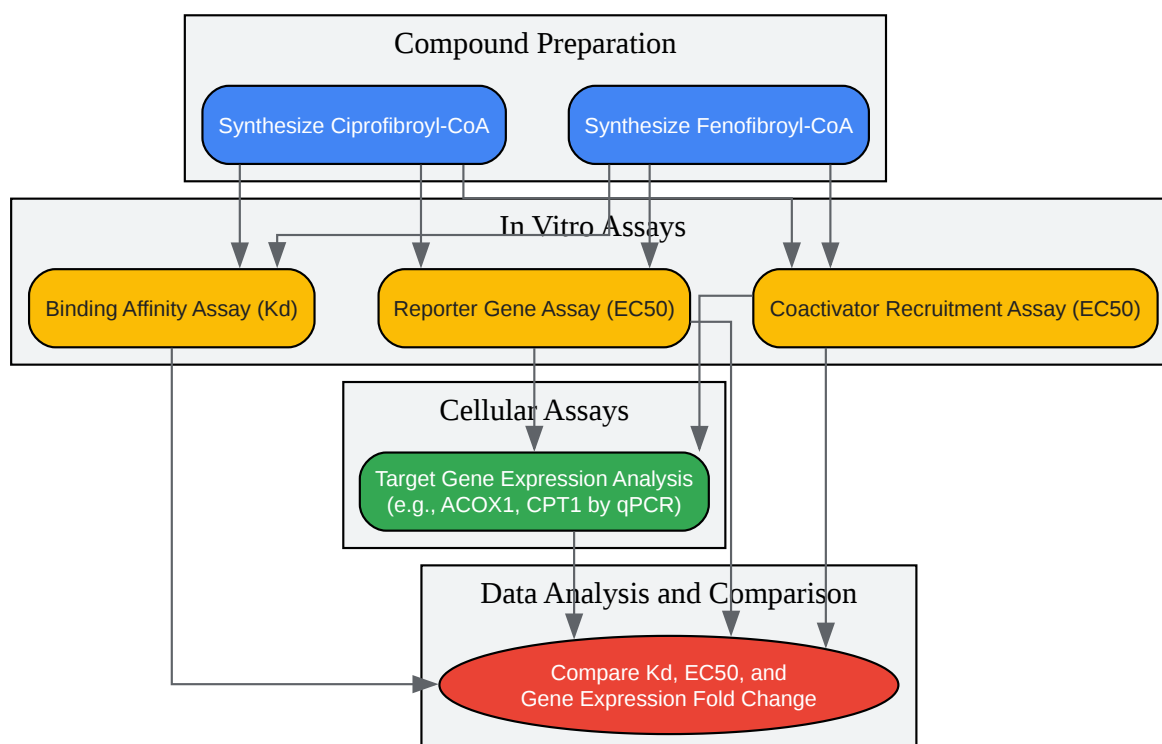 Compound Preparation
Synthesize Ciprofibroyl-CoA
Synthesize Fenofibroyl-CoA
In Vitro Assays
Binding Affinity Assay (Kd)
Reporter Gene Assay (EC50)
Coactivator Recruitment Assay (EC50)
Cellular Assays
Target Gene Expression Analysis
(e.g., ACOX1, CPT1 by qPCR)
Data Analysis and Comparison
Compare Kd, EC50, and
Gene Expression Fold Change